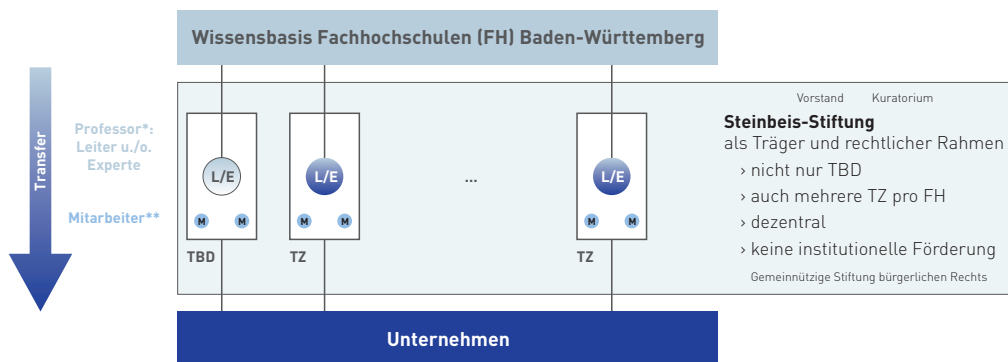 Wissensbasis Fachhochschulen (FH) Baden-Württemberg
Transfer
Professor*:
Leiter u./o.
Experte
Mitarbeiter**
L/E
M M
TBD
L/E
M M
TZ
...
L/E
M M
TZ
Vorstand Kuratorium
Steinbeis-Stiftung
als Träger und rechtlicher Rahmen
› nicht nur TBD
› auch mehrere TZ pro FH
› dezentral
› keine institutionelle Förderung
Gemeinnützige Stiftung bürgerlichen Rechts
Unternehmen